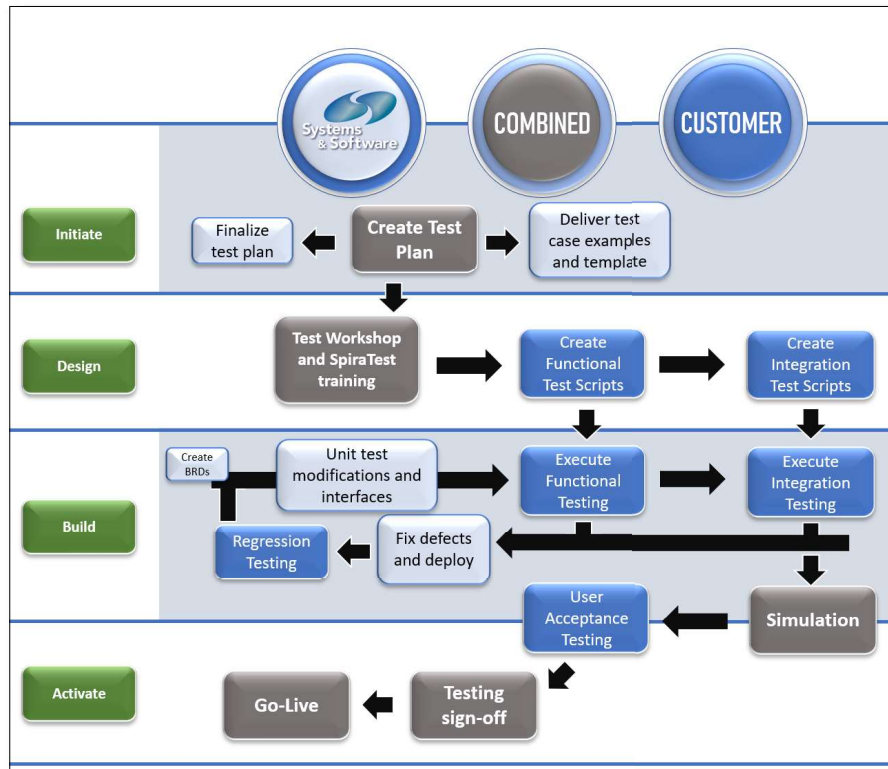 Systems
& Software
COMBINED
CUSTOMER
Initiate
Finalize
test plan
Create Test
Plan
Deliver test
case examples
and template
Design
Test Workshop
and SpiraTest
training
Create
Functional
Test Scripts
Create
Integration
Test Scripts
Build
Create
BRDs
Unit test
modifications and
interfaces
Execute
Functional
Testing
Execute
Integration
Testing
Regression
Testing
Fix defects
and deploy
User
Acceptance
Testing
Simulation
Activate
Go-Live
Testing
sign-off